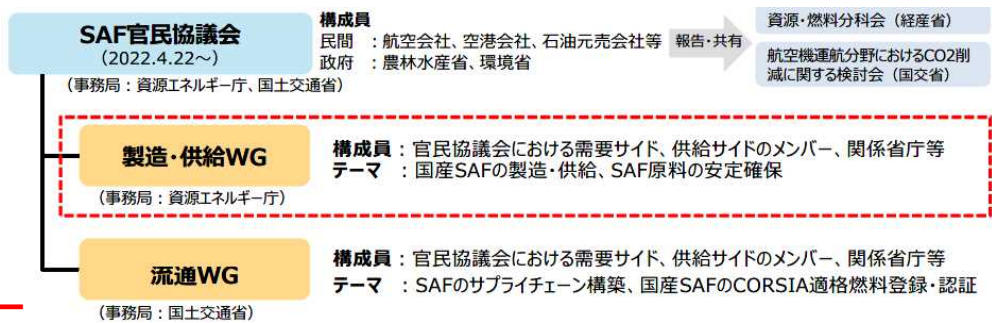 SAF官民協議会
(2022.4.22～)
(事務局：資源エネルギー庁、国土交通省)
構成員
民間 ：航空会社、空港会社、石油元売会社等
政府 ：農林水産省、環境省
報告・共有
資源・燃料分科会（経産省）
航空機運航分野におけるCO2削
減に関する検討会（国交省）
製造・供給WG
(事務局：資源エネルギー庁)
構成員：官民協議会における需要サイド、供給サイドのメンバー、関係省庁等
テーマ ：国産SAFの製造・供給、SAF原料の安定確保
流通WG
(事務局：国土交通省)
構成員：官民協議会における需要サイド、供給サイドのメンバー、関係省庁等
テーマ ：SAFのサプライチェーン構築、国産SAFのCORSIA適格燃料登録・認証